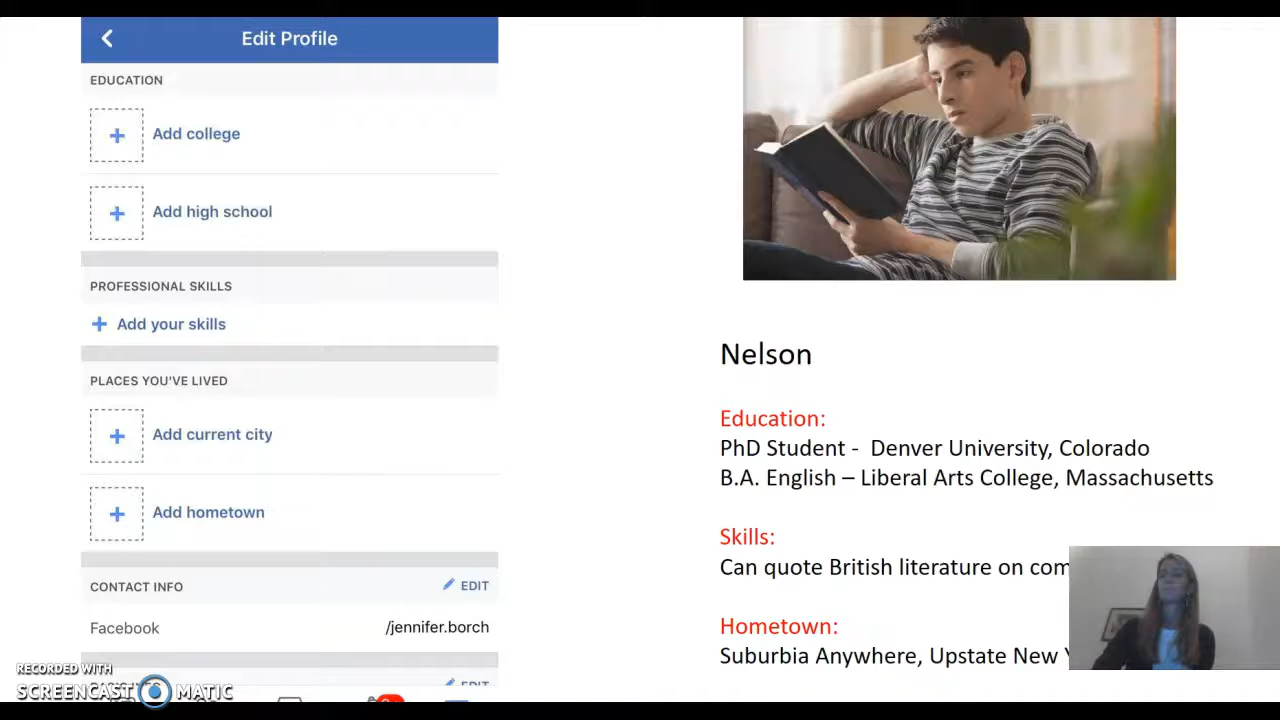 Edit Profile
EDUCATION
Add college
Add high school
PROFESSIONAL SKILLS
Add your skills
PLACES YOU'VE LIVED
Add current city
Add hometown
CONTACT INFO
EDIT
Facebook
/jennifer.borch
EDIT
Nelson
Education:
PhD Student - Denver University, Colorado
B.A. English – Liberal Arts College, Massachusetts
Skills:
Can quote British literature on com
Hometown:
Suburbia Anywhere, Upstate New
RECORDED WITH
SCREENCAST MATIC